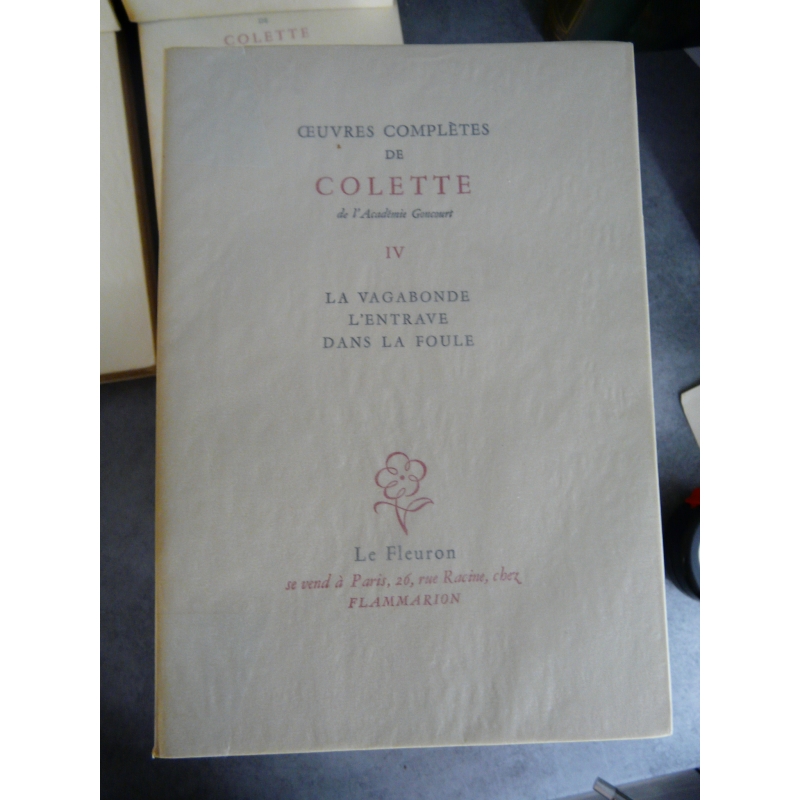 DE
COLETTE
ŒUVRES COMPLÈTES
DE
COLETTE
de l'Académie Goncourt
IV
LA VAGABONDE
L'ENTRAVE
DANS LA FOULE
Le Fleuron
se vend à Paris, 26, rue Racine, chez
FLAMMARION